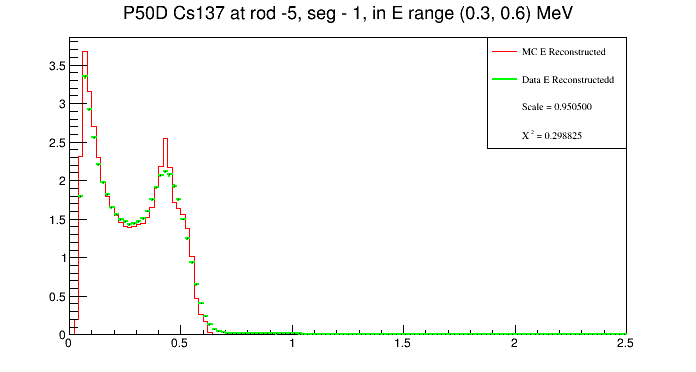 P50D Cs137 at rod -5, seg - 1, in E range (0.3, 0.6) MeV
MC E Reconstructed
Data E Reconstructedd
Scale = 0.950500
X² = 0.298825
3.5
3
2.5
2
1.5
1
0.5
0
0 0.5 1 1.5 2 2.5